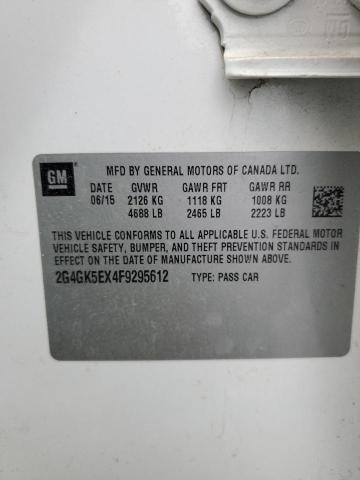 GM
MFD BY GENERAL MOTORS OF CANADA LTD.
DATE GVWR GAWR FRT GAWR RR
06/15 2126 KG 1118 KG 1008 KG
4688 LB 2465 LB 2223 LB
THIS VEHICLE CONFORMS TO ALL APPLICABLE U.S. FEDERAL MOTOR
VEHICLE SAFETY, BUMPER, AND THEFT PREVENTION STANDARDS IN
EFFECT ON THE DATE OF MANUFACTURE SHOWN ABOVE.
2G4GK5EX4F9295612 TYPE: PASS CAR